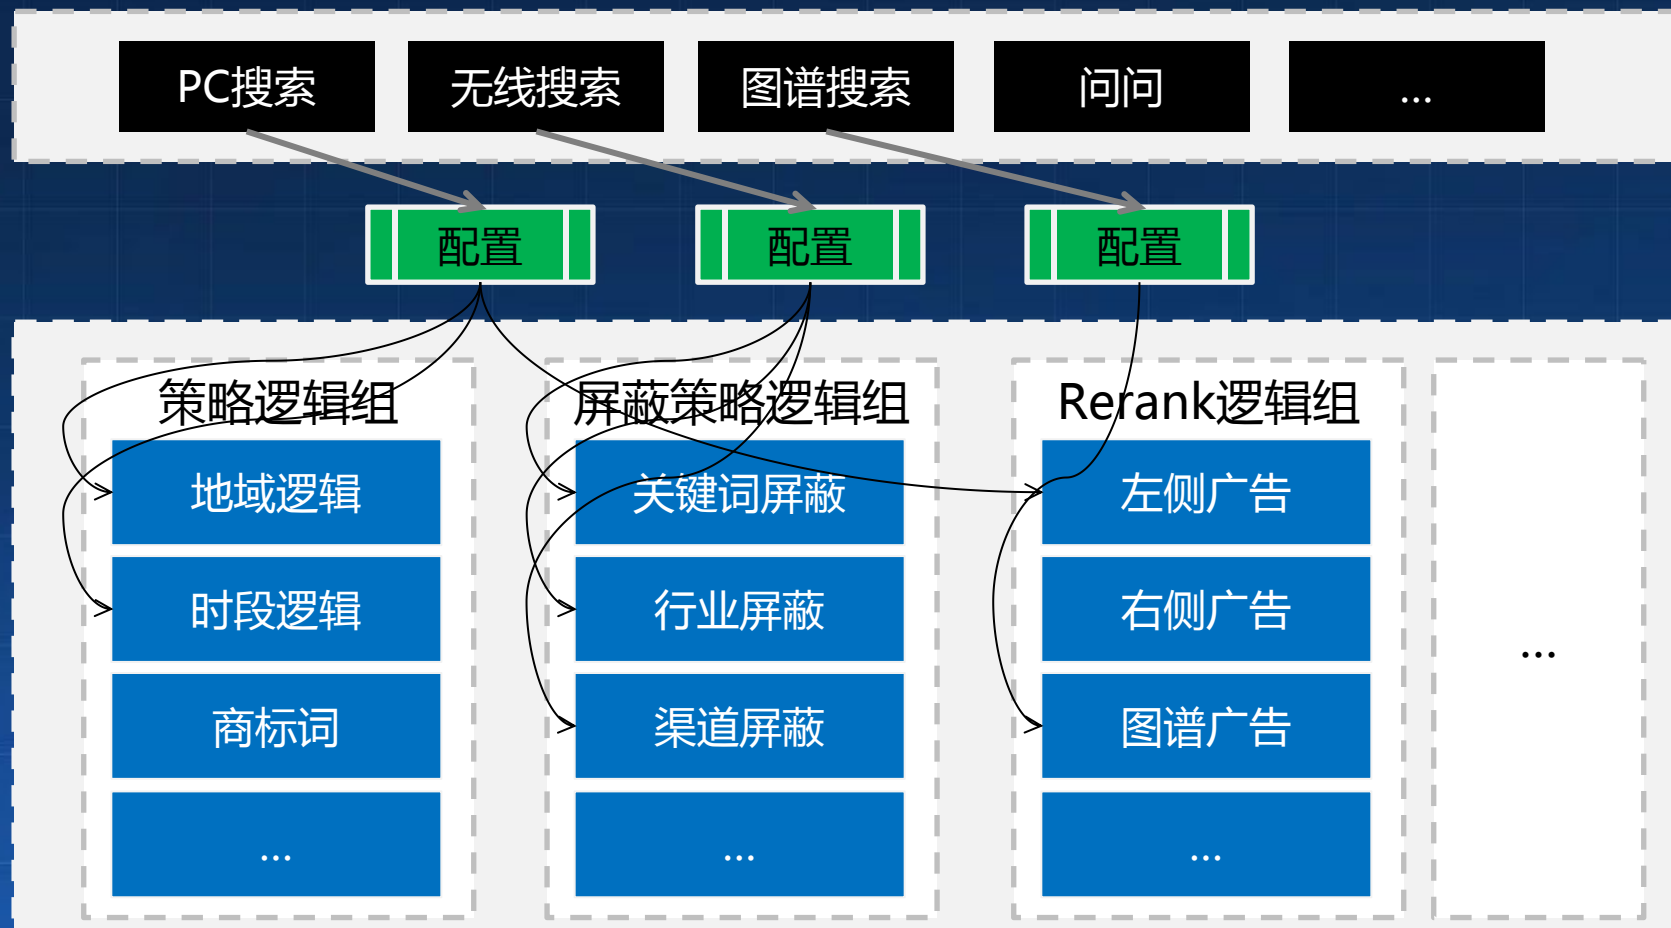 PC搜索
无线搜索
图谱搜索
问问
...
配置
配置
配置
策略逻辑组
地域逻辑
时段逻辑
商标词
...
屏蔽策略逻辑组
关键词屏蔽
行业屏蔽
渠道屏蔽
...
Rerank逻辑组
左侧广告
右侧广告
图谱广告
...
...